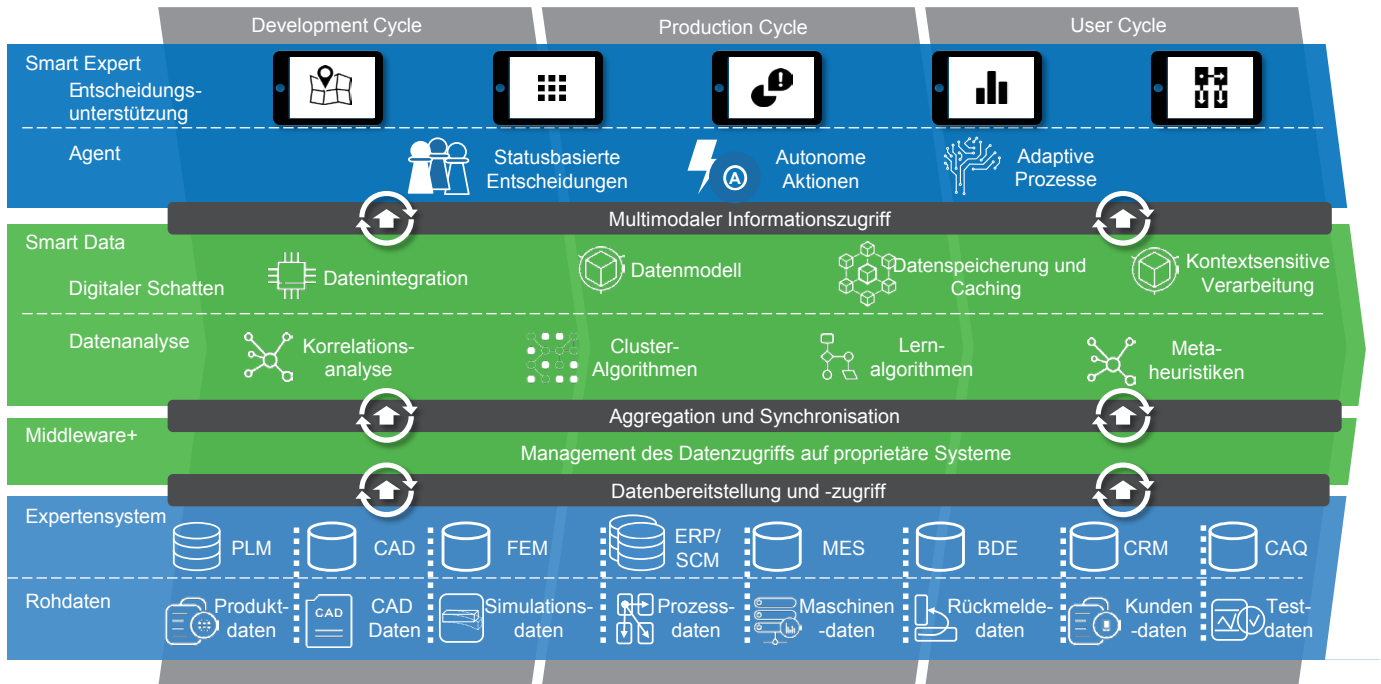 Development Cycle
Production Cycle
User Cycle
Smart Expert
Entscheidungs-
unterstützung
Agent
Statusbasierte
Entscheidungen
A
Autonome
Aktionen
Adaptive
Prozesse
Multimodaler Informationszugriff
Smart Data
Digitaler Schatten
Datenintegration
Datenmodell
Datenspeicherung und
Caching
Kontextsensitive
Verarbeitung
Datenanalyse
Korrelations-
analyse
Cluster-
Algorithmen
Lern-
algorithmen
Meta-
heuristiken
Aggregation und Synchronisation
Middleware+
Management des Datenzugriffs auf proprietäre Systeme
Datenbereitstellung und -zugriff
Expertensystem
PLM
CAD
FEM
ERP/
SCM
MES
BDE
CRM
CAQ
Rohdaten
Produkt-
daten
CAD
CAD
Daten
Simulations-
daten
Prozess-
daten
Maschinen
-daten
Rückmelde-
daten
Kunden
-daten
Test-
daten